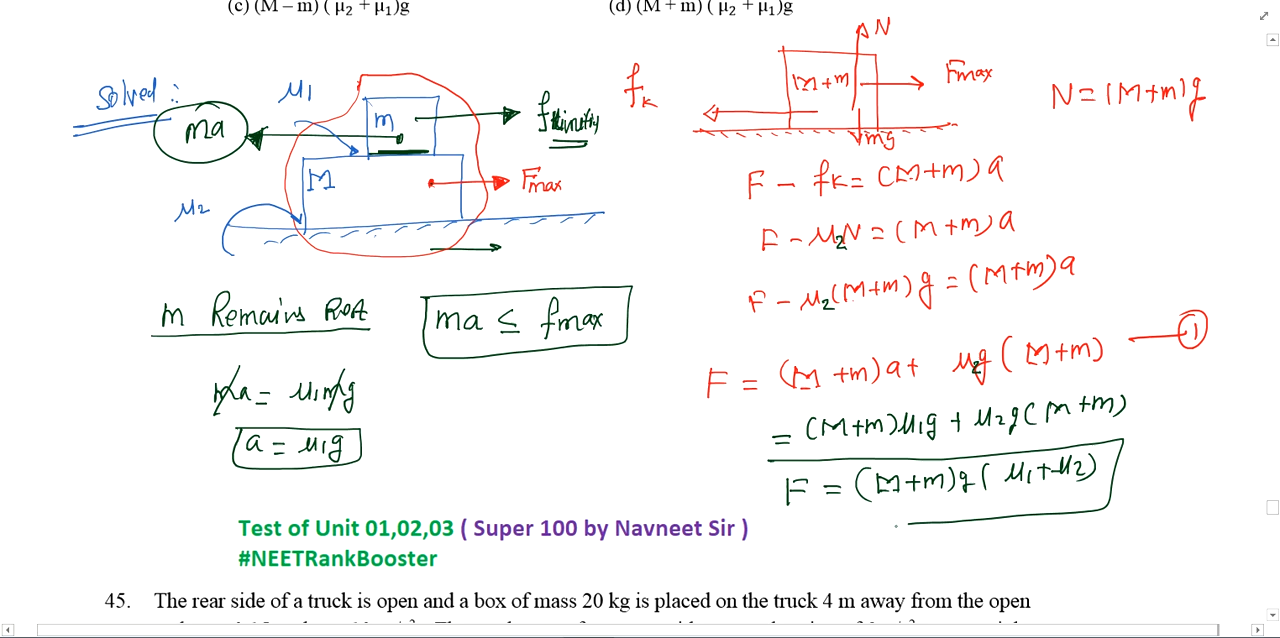 (c) (M – m) ( μ₂ + μ₁)g (d) (M + m) ( μ₂ + μ₁)g
Solved :
μ₁
ma
m
M
μ₂
Fmax
fₖ
N
M+m
Fmax
mg
N = (M+m)g
F - fₖ = (M+m) a
F - μ₂N = (M+m) a
F - μ₂(M+m)g = (M+m)a
F = (M+m)a + μ₂g (M+m) — ①
= (M+m)μ₁g + μ₂g(M+m)
F = (M+m)g( μ₁+μ₂)
m Remains Rest
ma ≤ fmax
ma = μ₁mg
a = μ₁g
Test of Unit 01,02,03 ( Super 100 by Navneet Sir )
#NEETRankBooster
45. The rear side of a truck is open and a box of mass 20 kg is placed on the truck 4 m away from the open